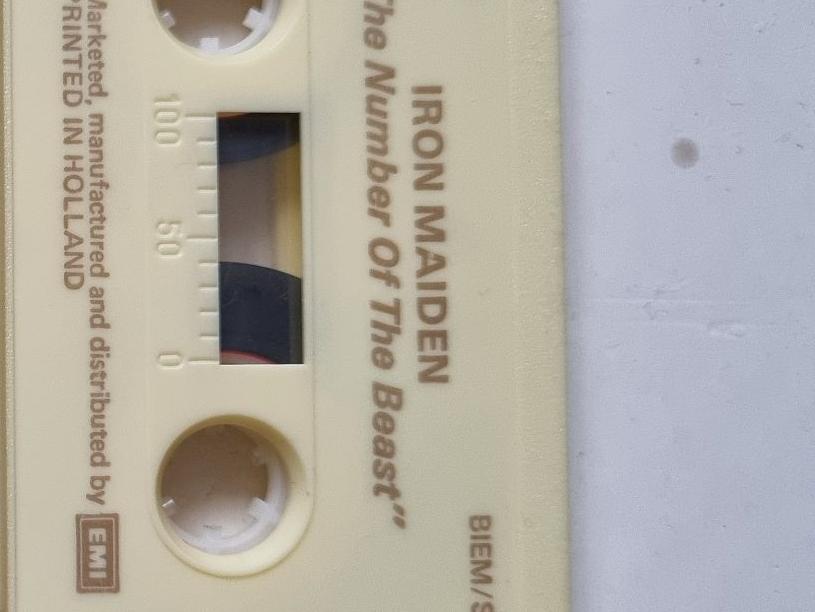 IRON MAIDEN
The Number Of The Beast"
BIEM/S
100 50 0
Marketed, manufactured and distributed by EMI
PRINTED IN HOLLAND